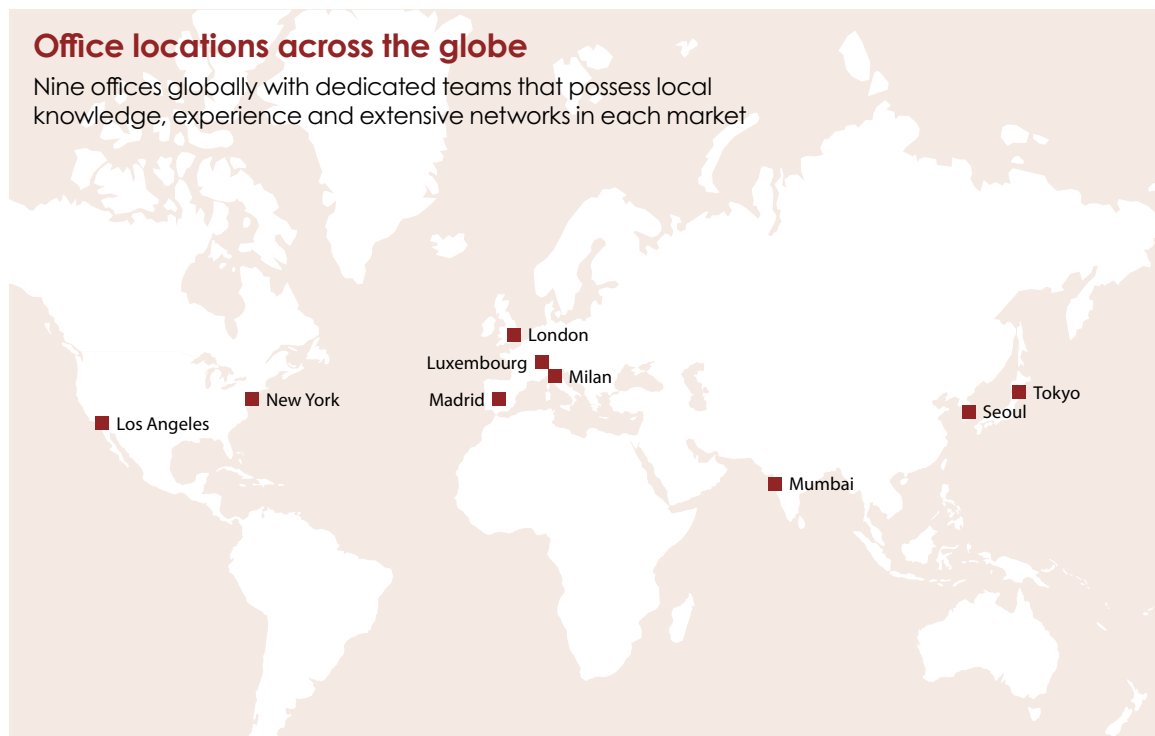 Office locations across the globe
Nine offices globally with dedicated teams that possess local
knowledge, experience and extensive networks in each market
London
Luxembourg
Milan
Madrid
New York
Los Angeles
Tokyo
Seoul
Mumbai